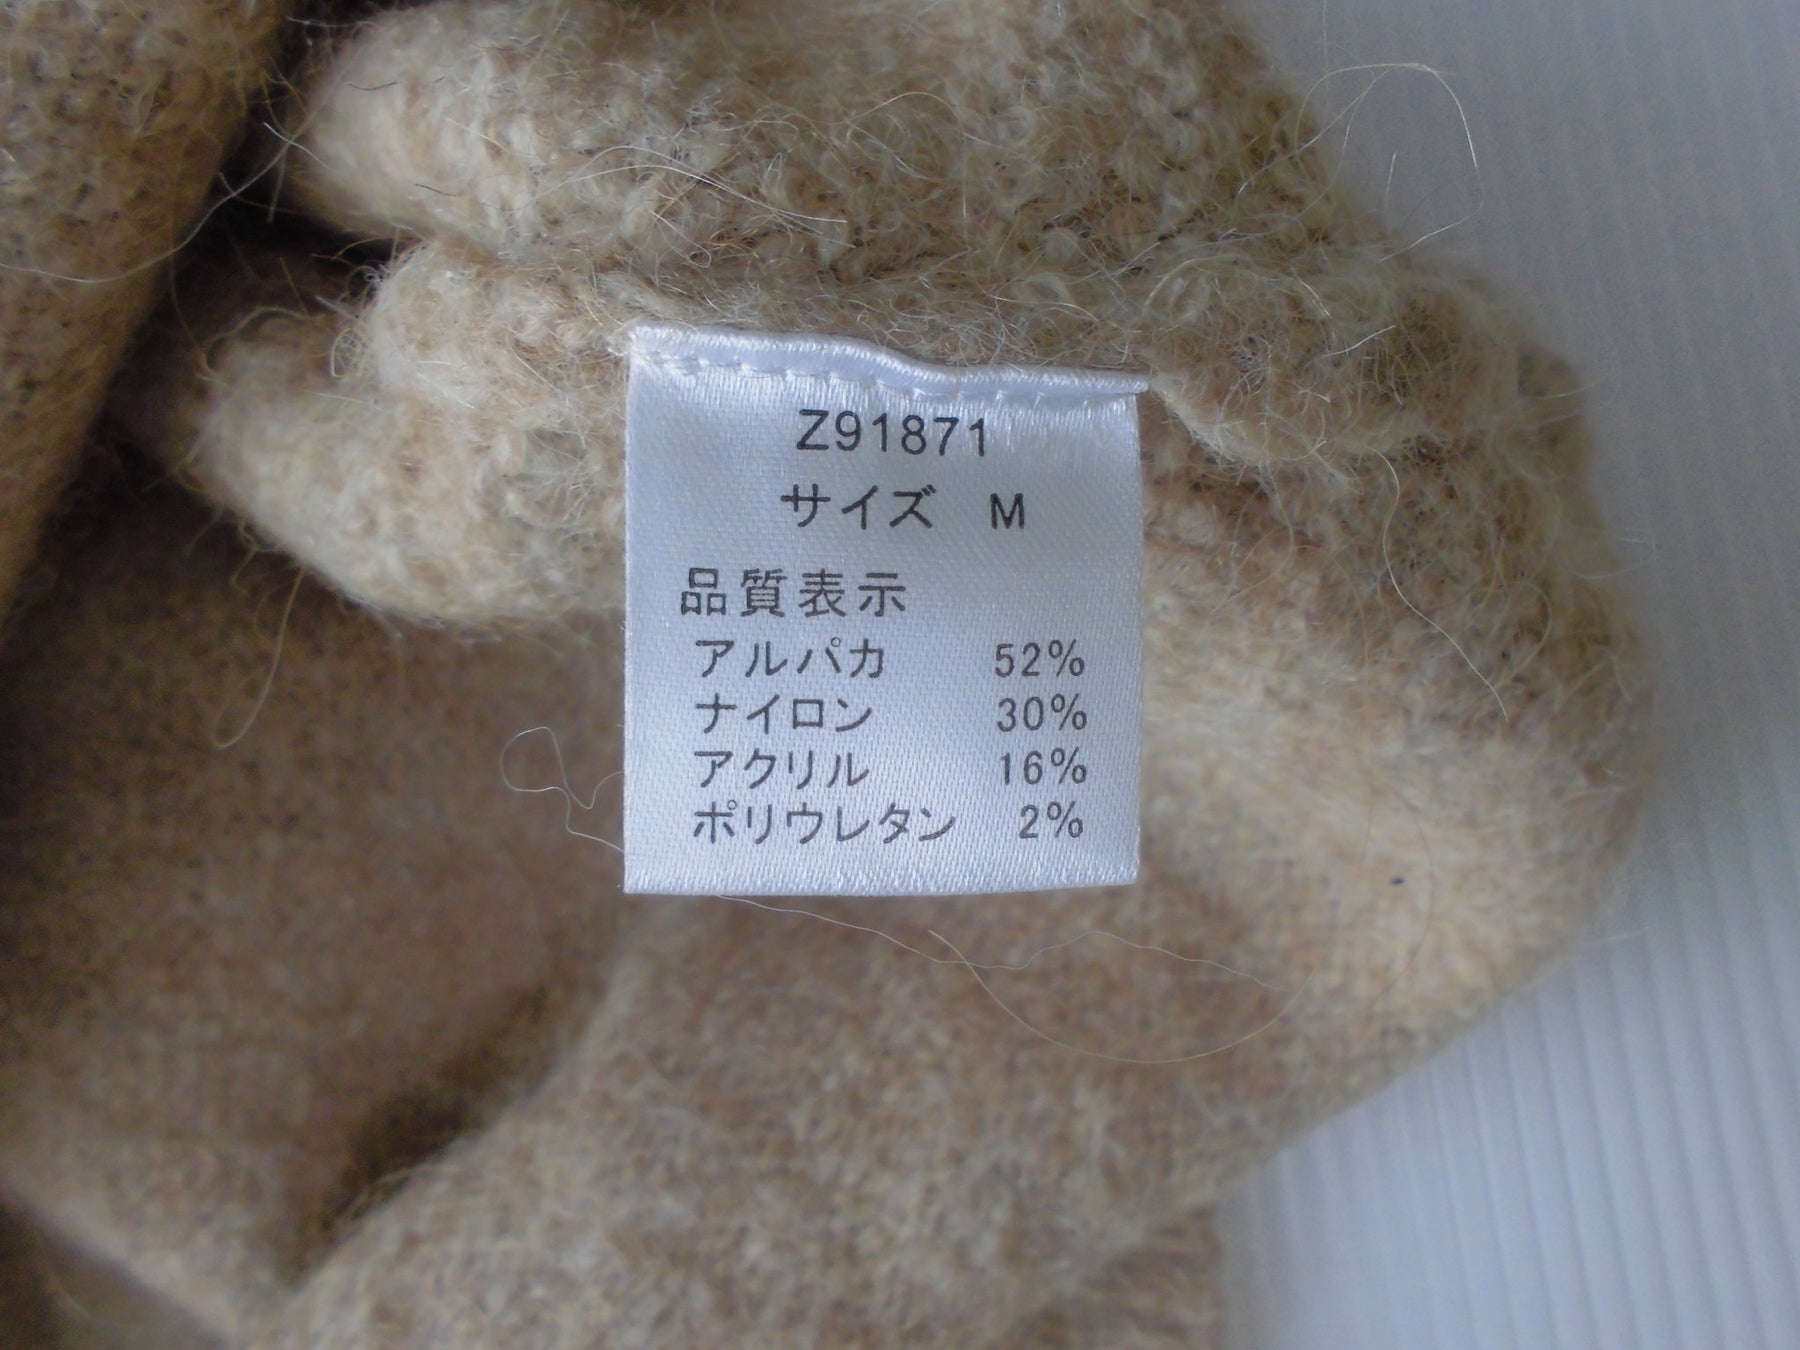 Z91871
サイズ M
品質表示
アルパカ 52%
ナイロン 30%
アクリル 16%
ポリウレタン 2%